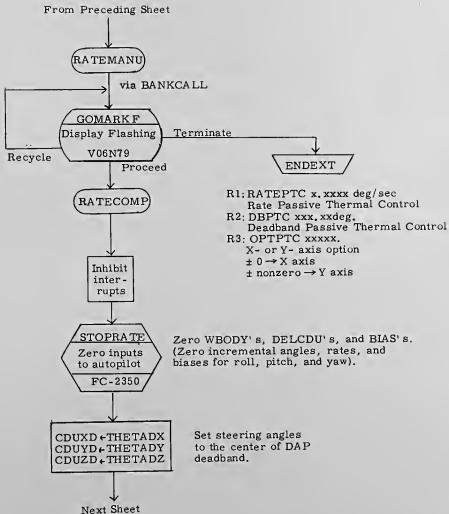 From Preceding Sheet
RATEMANU
via BANKCALL
GOMARKF
Display Flashing
V06N79
Terminate
Recycle
Proceed
ENDEXT
R1: RATEPTC x.xxxx deg/sec
Rate Passive Thermal Control
R2: DBPTC xxx.xxdeg.
Deadband Passive Thermal Control
R3: OPTPTC xxxxx.
X- or Y- axis option
± 0 → X axis
± nonzero → Y axis
RATECOMP
Inhibit
inter-
rupts
STOPRATE
Zero inputs
to autopilot
FC-2350
Zero WBODY's, DELCDU's, and BIAS's.
(Zero incremental angles, rates, and
biases for roll, pitch, and yaw).
CDUXD←THETADX
CDUYD←THETADY
CDUZD←THETADZ
Set steering angles
to the center of DAP
deadband.
Next Sheet